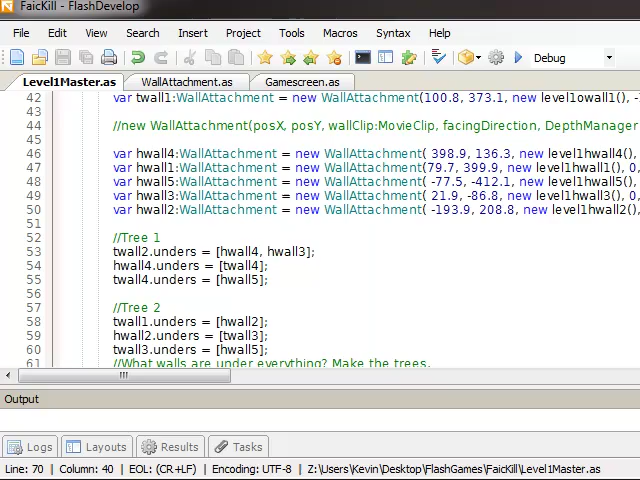 FaicKill - FlashDevelop
File Edit View Search Insert Project Tools Macros Syntax Help
Debug
Level1Master.as WallAttachment.as Gamescreen.as
42 var twall1:WallAttachment = new WallAttachment(100.8, 373.1, new level1owall1(), -
43
44 //new WallAttachment(posX, posY, wallClip:MovieClip, facingDirection, DepthManager
45
46 var hwall4:WallAttachment = new WallAttachment( 398.9, 136.3, new level1hwall4(),
47 var hwall1:WallAttachment = new WallAttachment(79.7, 399.9, new level1hwall1(), 0,
48 var hwall5:WallAttachment = new WallAttachment( -77.5, -412.1, new level1hwall5(),
49 var hwall3:WallAttachment = new WallAttachment( 21.9, -86.8, new level1hwall3(), 0,
50 var hwall2:WallAttachment = new WallAttachment( -193.9, 208.8, new level1hwall2(),
51
52 //Tree 1
53 twall2.unders = [hwall4, hwall3];
54 hwall4.unders = [twall4];
55 twall4.unders = [hwall5];
56
57 //Tree 2
58 twall1.unders = [hwall2];
59 hwall2.unders = [twall3];
60 twall3.unders = [hwall5];
61 //What walls are under everything? Make the trees.
Output
Logs Layouts Results Tasks
Line: 70 Column: 40 EOL: (CR+LF) Encoding: UTF-8 Z:\Users\Kevin\Desktop\FlashGames\FaicKill\Level1Master.as